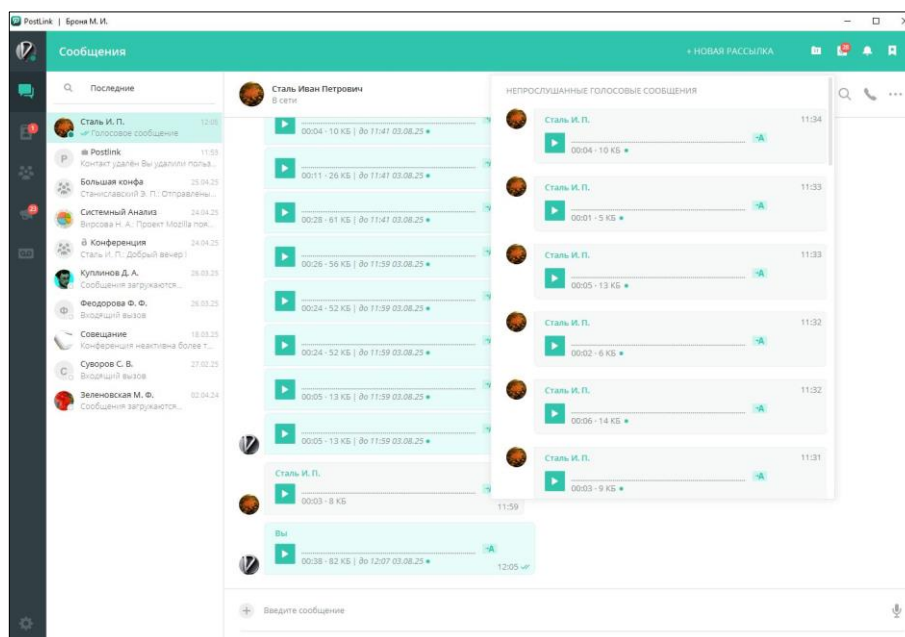 PostLink | Броня М. И.
Сообщения
+ НОВАЯ РАССЫЛКА
Последние
Сталь И. П. 12:05
Голосовое сообщение
Postlink 11:53
Контакт удалён Вы удалили польз...
Большая конфа 25.04.25
Станиславский Э. П.: Отправлены...
Системный Анализ 24.04.25
Вирсова Н. А.: Проект Mozilla поя...
Конференция 24.04.25
Сталь И. П.: Добрый вечер!
Куплинов Д. А. 26.03.25
Сообщения загружаются...
Ф
Феодорова Ф. Ф. 26.03.25
Входящий вызов
Совещание 18.03.25
Конференция неактивна более т...
С
Суворов С. В. 27.02.25
Входящий вызов
Зеленовская М. Ф. 02.04.24
Сообщения загружаются...
Сталь Иван Петрович
В сети
00:04 - 10 КБ | до 11:41 03.08.25
00:11 - 26 КБ | до 11:41 03.08.25
00:28 - 61 КБ | до 11:41 03.08.25
00:26 - 56 КБ | до 11:59 03.08.25
00:24 - 52 КБ | до 11:59 03.08.25
00:24 - 52 КБ | до 11:59 03.08.25
00:05 - 13 КБ | до 11:59 03.08.25
00:05 - 13 КБ | до 11:59 03.08.25
Сталь И. П.
00:03 - 8 КБ
11:59
Вы
00:38 - 82 КБ | до 12:07 03.08.25
12:05
Введите сообщение
НЕПРОСЛУШАННЫЕ ГОЛОСОВЫЕ СООБЩЕНИЯ
Сталь И. П. 11:34
00:04 - 10 КБ
Сталь И. П. 11:33
00:01 - 5 КБ
Сталь И. П. 11:33
00:05 - 13 КБ
Сталь И. П. 11:32
00:02 - 6 КБ
Сталь И. П. 11:32
00:06 - 14 КБ
Сталь И. П. 11:31
00:03 - 9 КБ